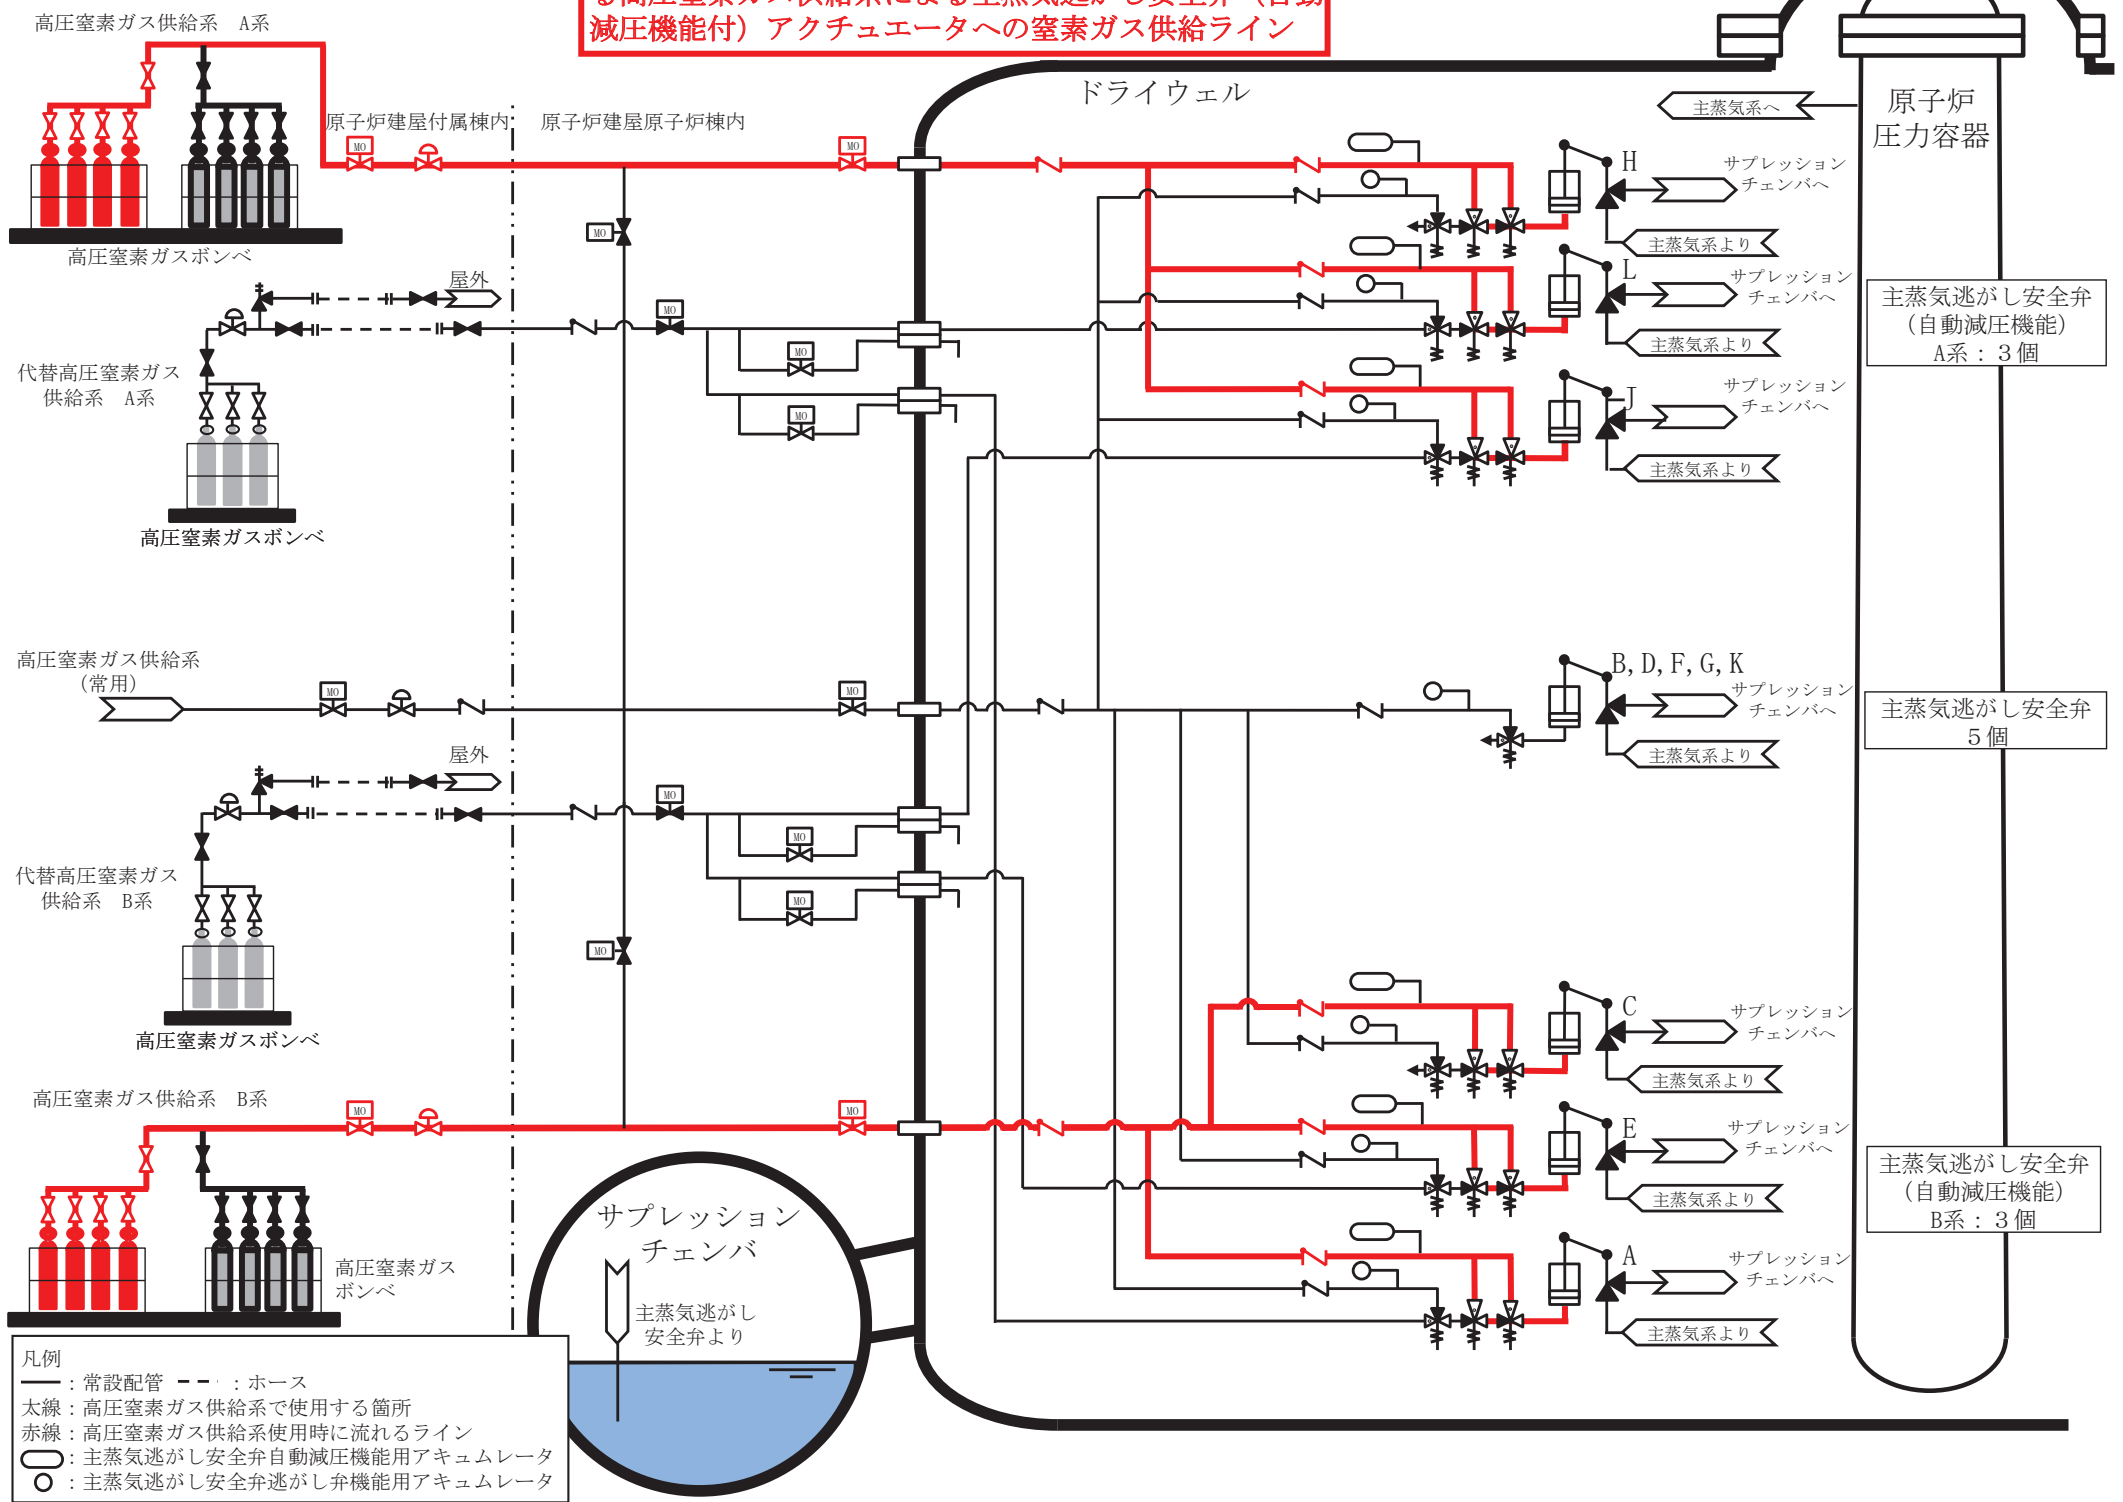 る高圧窒素ガス供給系による主蒸気逃がし安全弁（自動
減圧機能付）アクチュエータへの窒素ガス供給ライン
高圧窒素ガス供給系　A系
原子炉建屋付属棟内
原子炉建屋原子炉棟内
ドライウェル
主蒸気系へ
原子炉
圧力容器
MO
MO
H
サプレッション
チェンバへ
MO
主蒸気系より
高圧窒素ガスボンベ
屋外
L
サプレッション
チェンバへ
主蒸気逃がし安全弁
（自動減圧機能）
A系：３個
MO
MO
主蒸気系より
代替高圧窒素ガス
供給系　A系
J
サプレッション
チェンバへ
MO
主蒸気系より
高圧窒素ガスボンベ
高圧窒素ガス供給系
（常用）
MO
MO
B, D, F, G, K
サプレッション
チェンバへ
主蒸気逃がし安全弁
５個
主蒸気系より
屋外
MO
MO
代替高圧窒素ガス
供給系　B系
MO
MO
高圧窒素ガスボンベ
C
サプレッション
チェンバへ
主蒸気系より
高圧窒素ガス供給系　B系
MO
MO
E
サプレッション
チェンバへ
主蒸気系より
主蒸気逃がし安全弁
（自動減圧機能）
B系：３個
高圧窒素ガス
ボンベ
サプレッション
チェンバ
主蒸気逃がし
安全弁より
A
サプレッション
チェンバへ
主蒸気系より
凡例
：常設配管　：ホース
太線：高圧窒素ガス供給系で使用する箇所
赤線：高圧窒素ガス供給系使用時に流れるライン
：主蒸気逃がし安全弁自動減圧機能用アキュムレータ
：主蒸気逃がし安全弁逃がし弁機能用アキュムレータ